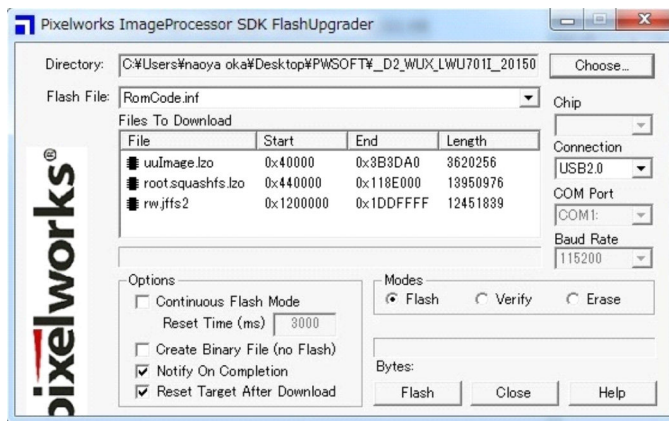 Pixelworks ImageProcessor SDK FlashUpgrader
Directory: C:¥Users¥naoya oka¥Desktop¥PWSOFT¥_D2_WUX_LWU701I_20150 Choose...
Flash File: RomCode.inf
Chip
Files To Download
File Start End Length
uuImage.lzo 0x40000 0x3B3DA0 3620256
root.squashfs.lzo 0x440000 0x118E000 13950976
rw.jffs2 0x1200000 0x1DDFFFF 12451839
Connection
USB2.0
COM Port
COM1:
Baud Rate
115200
pixelworks®
Options
Continuous Flash Mode
Reset Time (ms) 3000
Create Binary File (no Flash)
Notify On Completion
Reset Target After Download
Modes
Flash Verify Erase
Bytes:
Flash Close Help